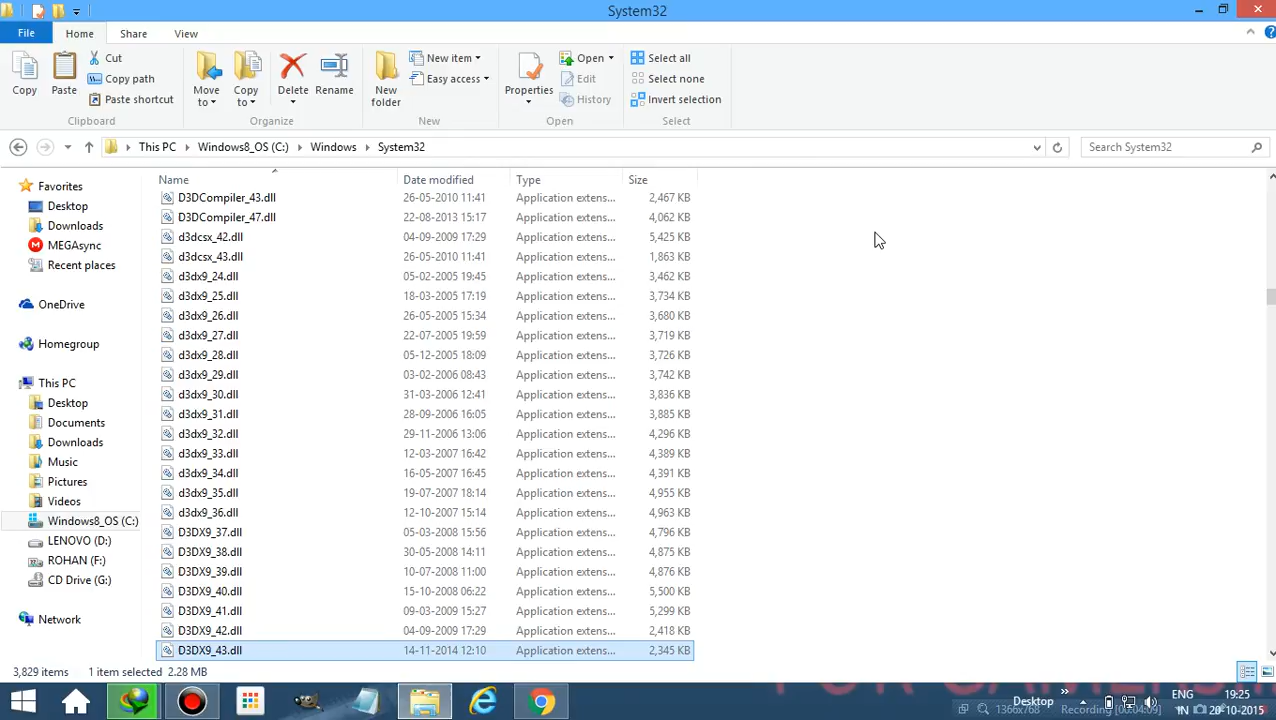 System32
File Home Share View
Copy
Paste
Cut
Copy path
Paste shortcut
Clipboard
Move to
Copy to
Delete
Rename
Organize
New folder
New item
Easy access
New
Properties
Open
Edit
History
Open
Select all
Select none
Invert selection
Select
This PC Windows8_OS (C:) Windows System32
Search System32
Favorites
Desktop
Downloads
MEGAsync
Recent places
OneDrive
Homegroup
This PC
Desktop
Documents
Downloads
Music
Pictures
Videos
Windows8_OS (C:)
LENOVO (D:)
ROHAN (F:)
CD Drive (G:)
Network
Name Date modified Type Size
D3DCompiler_43.dll 26-05-2010 11:41 Application extens... 2,467 KB
D3DCompiler_47.dll 22-08-2013 15:17 Application extens... 4,062 KB
d3dcsx_42.dll 04-09-2009 17:29 Application extens... 5,425 KB
d3dcsx_43.dll 26-05-2010 11:41 Application extens... 1,863 KB
d3dx9_24.dll 05-02-2005 19:45 Application extens... 3,462 KB
d3dx9_25.dll 18-03-2005 17:19 Application extens... 3,734 KB
d3dx9_26.dll 26-05-2005 15:34 Application extens... 3,680 KB
d3dx9_27.dll 22-07-2005 19:59 Application extens... 3,719 KB
d3dx9_28.dll 05-12-2005 18:09 Application extens... 3,726 KB
d3dx9_29.dll 03-02-2006 08:43 Application extens... 3,742 KB
d3dx9_30.dll 31-03-2006 12:41 Application extens... 3,836 KB
d3dx9_31.dll 28-09-2006 16:05 Application extens... 3,885 KB
d3dx9_32.dll 29-11-2006 13:06 Application extens... 4,296 KB
d3dx9_33.dll 12-03-2007 16:42 Application extens... 4,389 KB
d3dx9_34.dll 16-05-2007 16:45 Application extens... 4,391 KB
d3dx9_35.dll 19-07-2007 18:14 Application extens... 4,955 KB
d3dx9_36.dll 12-10-2007 15:14 Application extens... 4,963 KB
D3DX9_37.dll 05-03-2008 15:56 Application extens... 4,796 KB
D3DX9_38.dll 30-05-2008 14:11 Application extens... 4,875 KB
D3DX9_39.dll 10-07-2008 11:00 Application extens... 4,876 KB
D3DX9_40.dll 15-10-2008 06:22 Application extens... 5,500 KB
D3DX9_41.dll 09-03-2009 15:27 Application extens... 5,299 KB
D3DX9_42.dll 04-09-2009 17:29 Application extens... 2,418 KB
D3DX9_43.dll 14-11-2014 12:10 Application extens... 2,345 KB
3,829 items 1 item selected 2.28 MB
Desktop
ENG 19:25
IN 20-10-2015
1366x768 Recording [00:04:09]